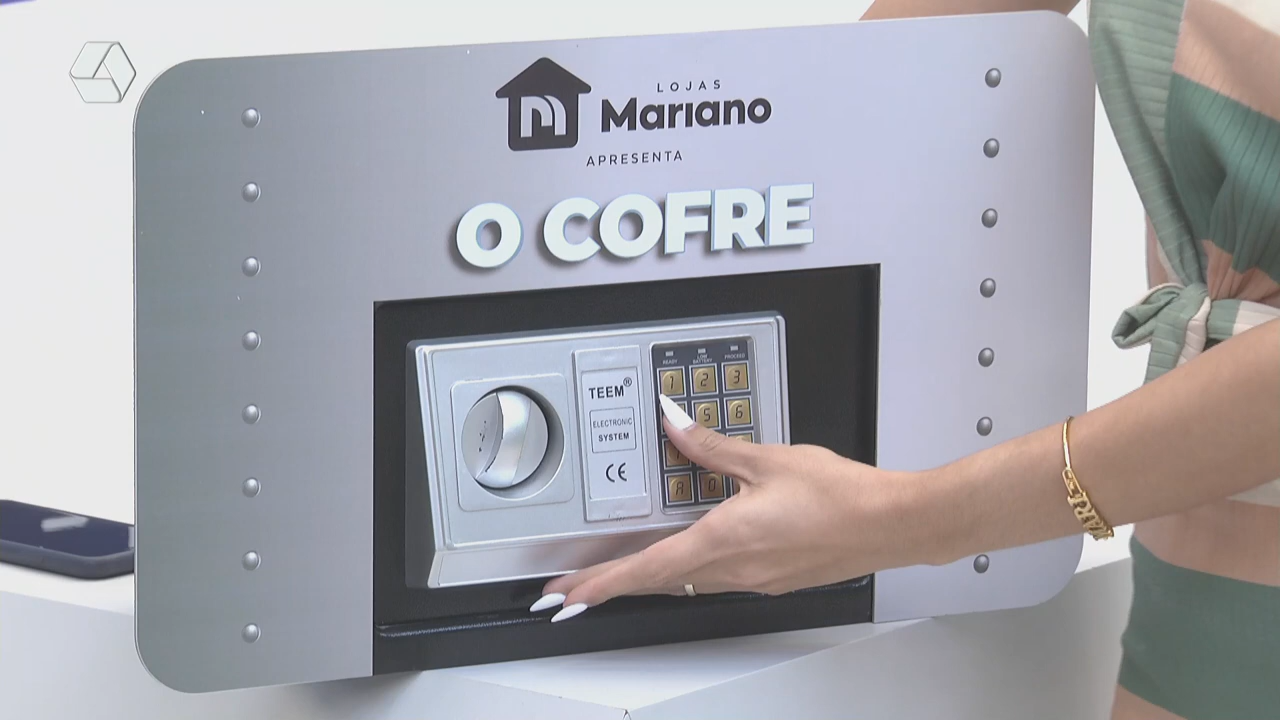 LOJAS
Mariano
APRESENTA
O COFRE
TEEM®
ELECTRONIC
SYSTEM
CE
READY LOW BATTERY PROCEED
1 2 3
5 6
A 0